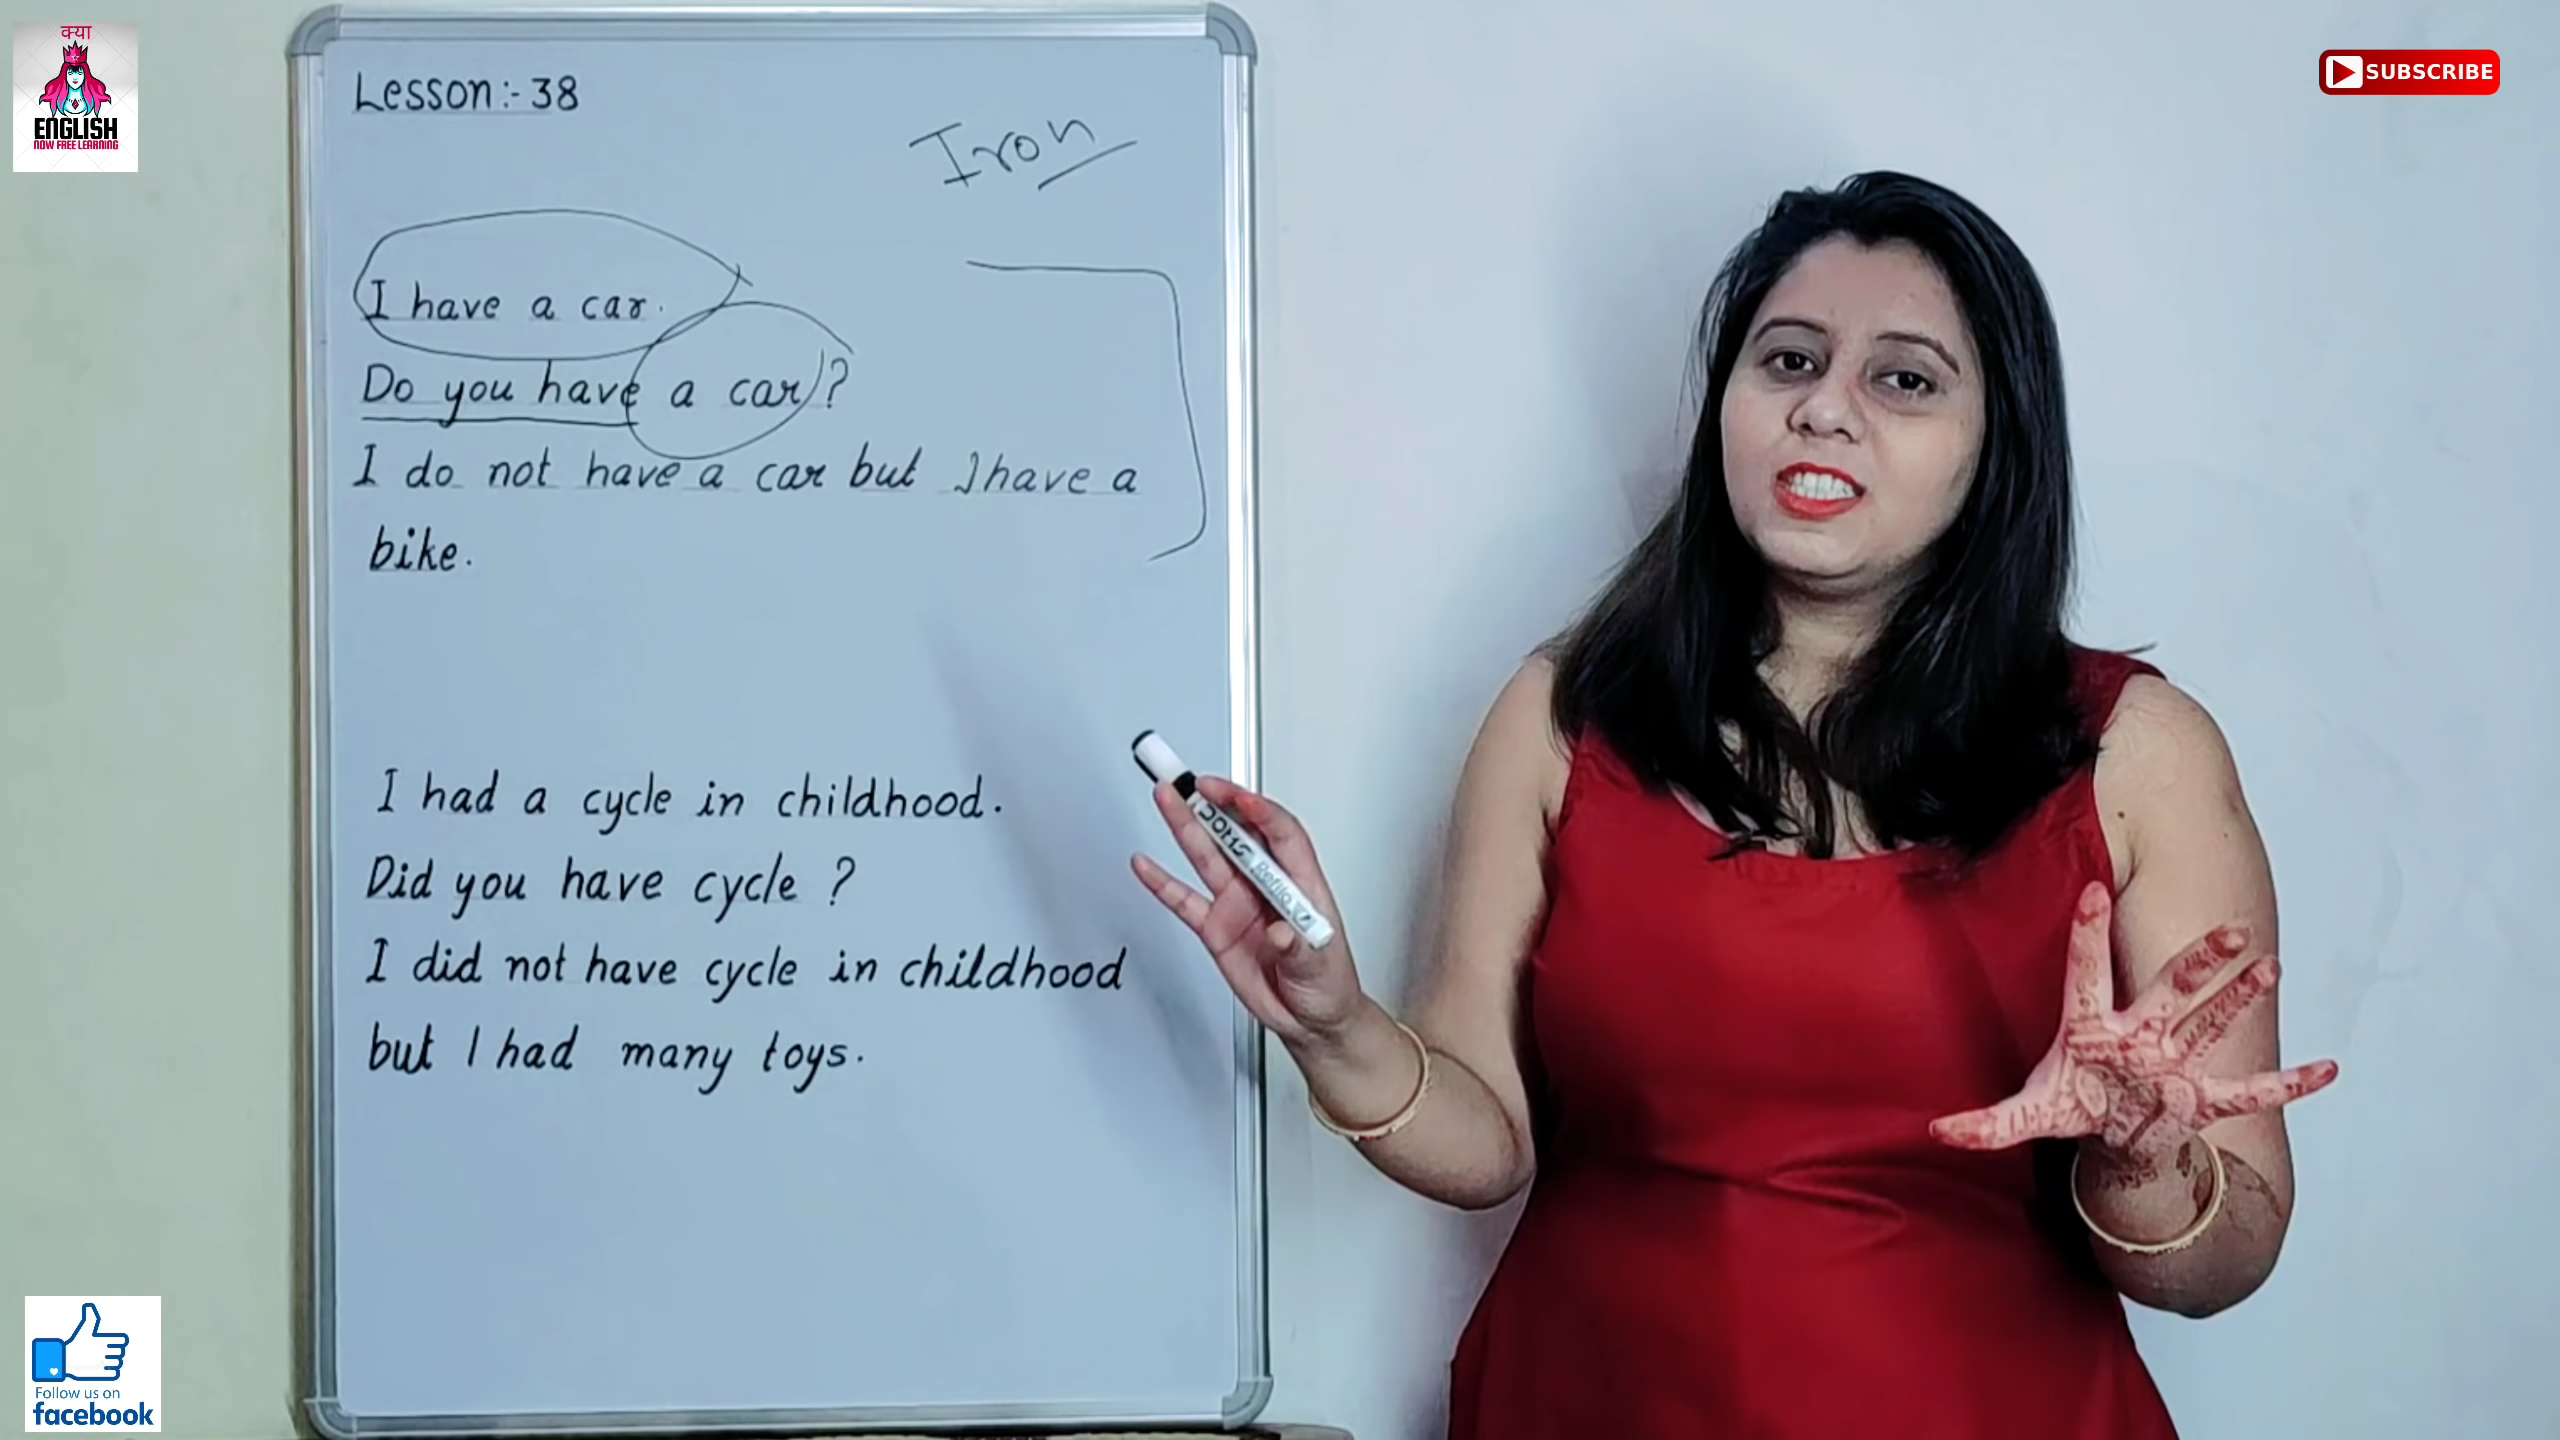 क्या
ENGLISH
NOW FREE LEARNING
SUBSCRIBE
Lesson:- 38
Iron
I have a car.
Do you have a car?
I do not have a car but I have a
bike.
I had a cycle in childhood.
Did you have cycle ?
I did not have cycle in childhood
but I had many toys.
DOMS
Follow us on
facebook